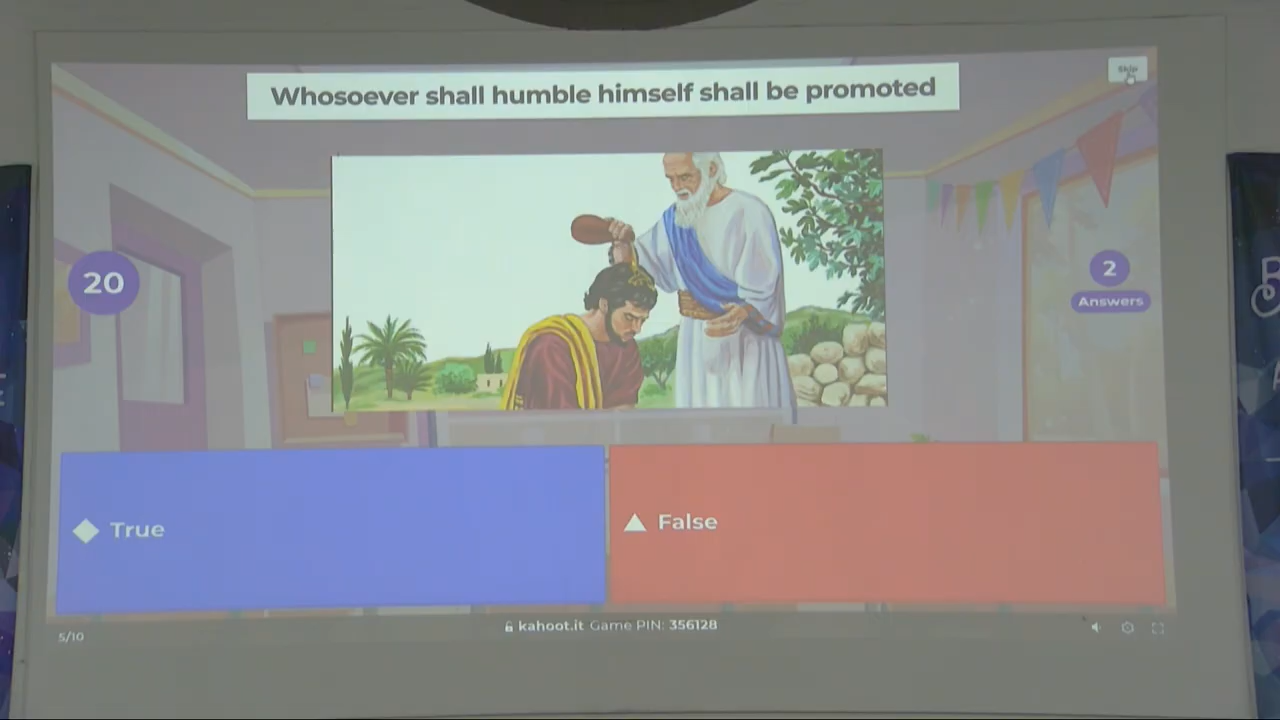 Whosoever shall humble himself shall be promoted
Skip
20
2
Answers
True
False
5/10
kahoot.it Game PIN: 356128